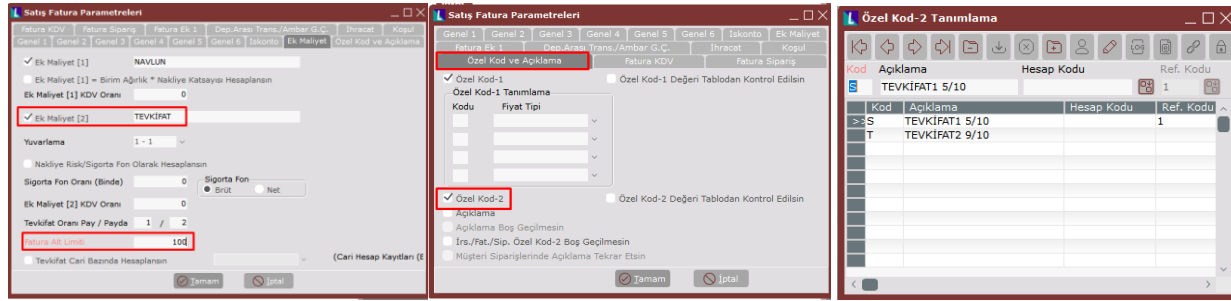 Satış Fatura Parametreleri
Fatura KDV Fatura Sipariş Fatura Ek 1 Dep.Arası Trans./Ambar G.Ç. İhracat Koşul
Genel 1 Genel 2 Genel 3 Genel 4 Genel 5 Genel 6 İskonto Ek Maliyet Özel Kod ve Açıklama
Ek Maliyet [1] NAVLUN
Ek Maliyet [1] = Birim Ağırlık * Nakliye Katsayısı Hesaplansın
Ek Maliyet [1] KDV Oranı 0
Ek Maliyet [2] TEVKİFAT
Yuvarlama 1 - 1
Nakliye Risk/Sigorta Fon Olarak Hesaplansın
Sigorta Fon Oranı (Binde) 0
Sigorta Fon
Brüt Net
Ek Maliyet [2] KDV Oranı 0
Tevkifat Oranı Pay / Payda 1 / 2
Fatura Alt Limiti 100
Tevkifat Cari Bazında Hesaplansın
(Cari Hesap Kayıtları (E
Tamam İptal
Satış Fatura Parametreleri
Genel 1 Genel 2 Genel 3 Genel 4 Genel 5 Genel 6 İskonto Ek Maliyet
Fatura Ek 1 Dep.Arası Trans./Ambar G.Ç. İhracat Koşul
Özel Kod ve Açıklama Fatura KDV Fatura Sipariş
Özel Kod-1 Özel Kod-1 Değeri Tablodan Kontrol Edilsin
Özel Kod-1 Tanımlama
Kodu Fiyat Tipi
Özel Kod-2 Özel Kod-2 Değeri Tablodan Kontrol Edilsin
Açıklama
Açıklama Boş Geçilmesin
İrs./Fat./Sip. Özel Kod-2 Boş Geçilmesin
Müşteri Siparişlerinde Açıklama Tekrar Etsin
Tamam İptal
Özel Kod-2 Tanımlama
Kod Açıklama Hesap Kodu Ref. Kodu
S TEVKİFAT1 5/10 1
Kod Açıklama Hesap Kodu Ref. Kodu
>>S TEVKİFAT1 5/10 1
T TEVKİFAT2 9/10